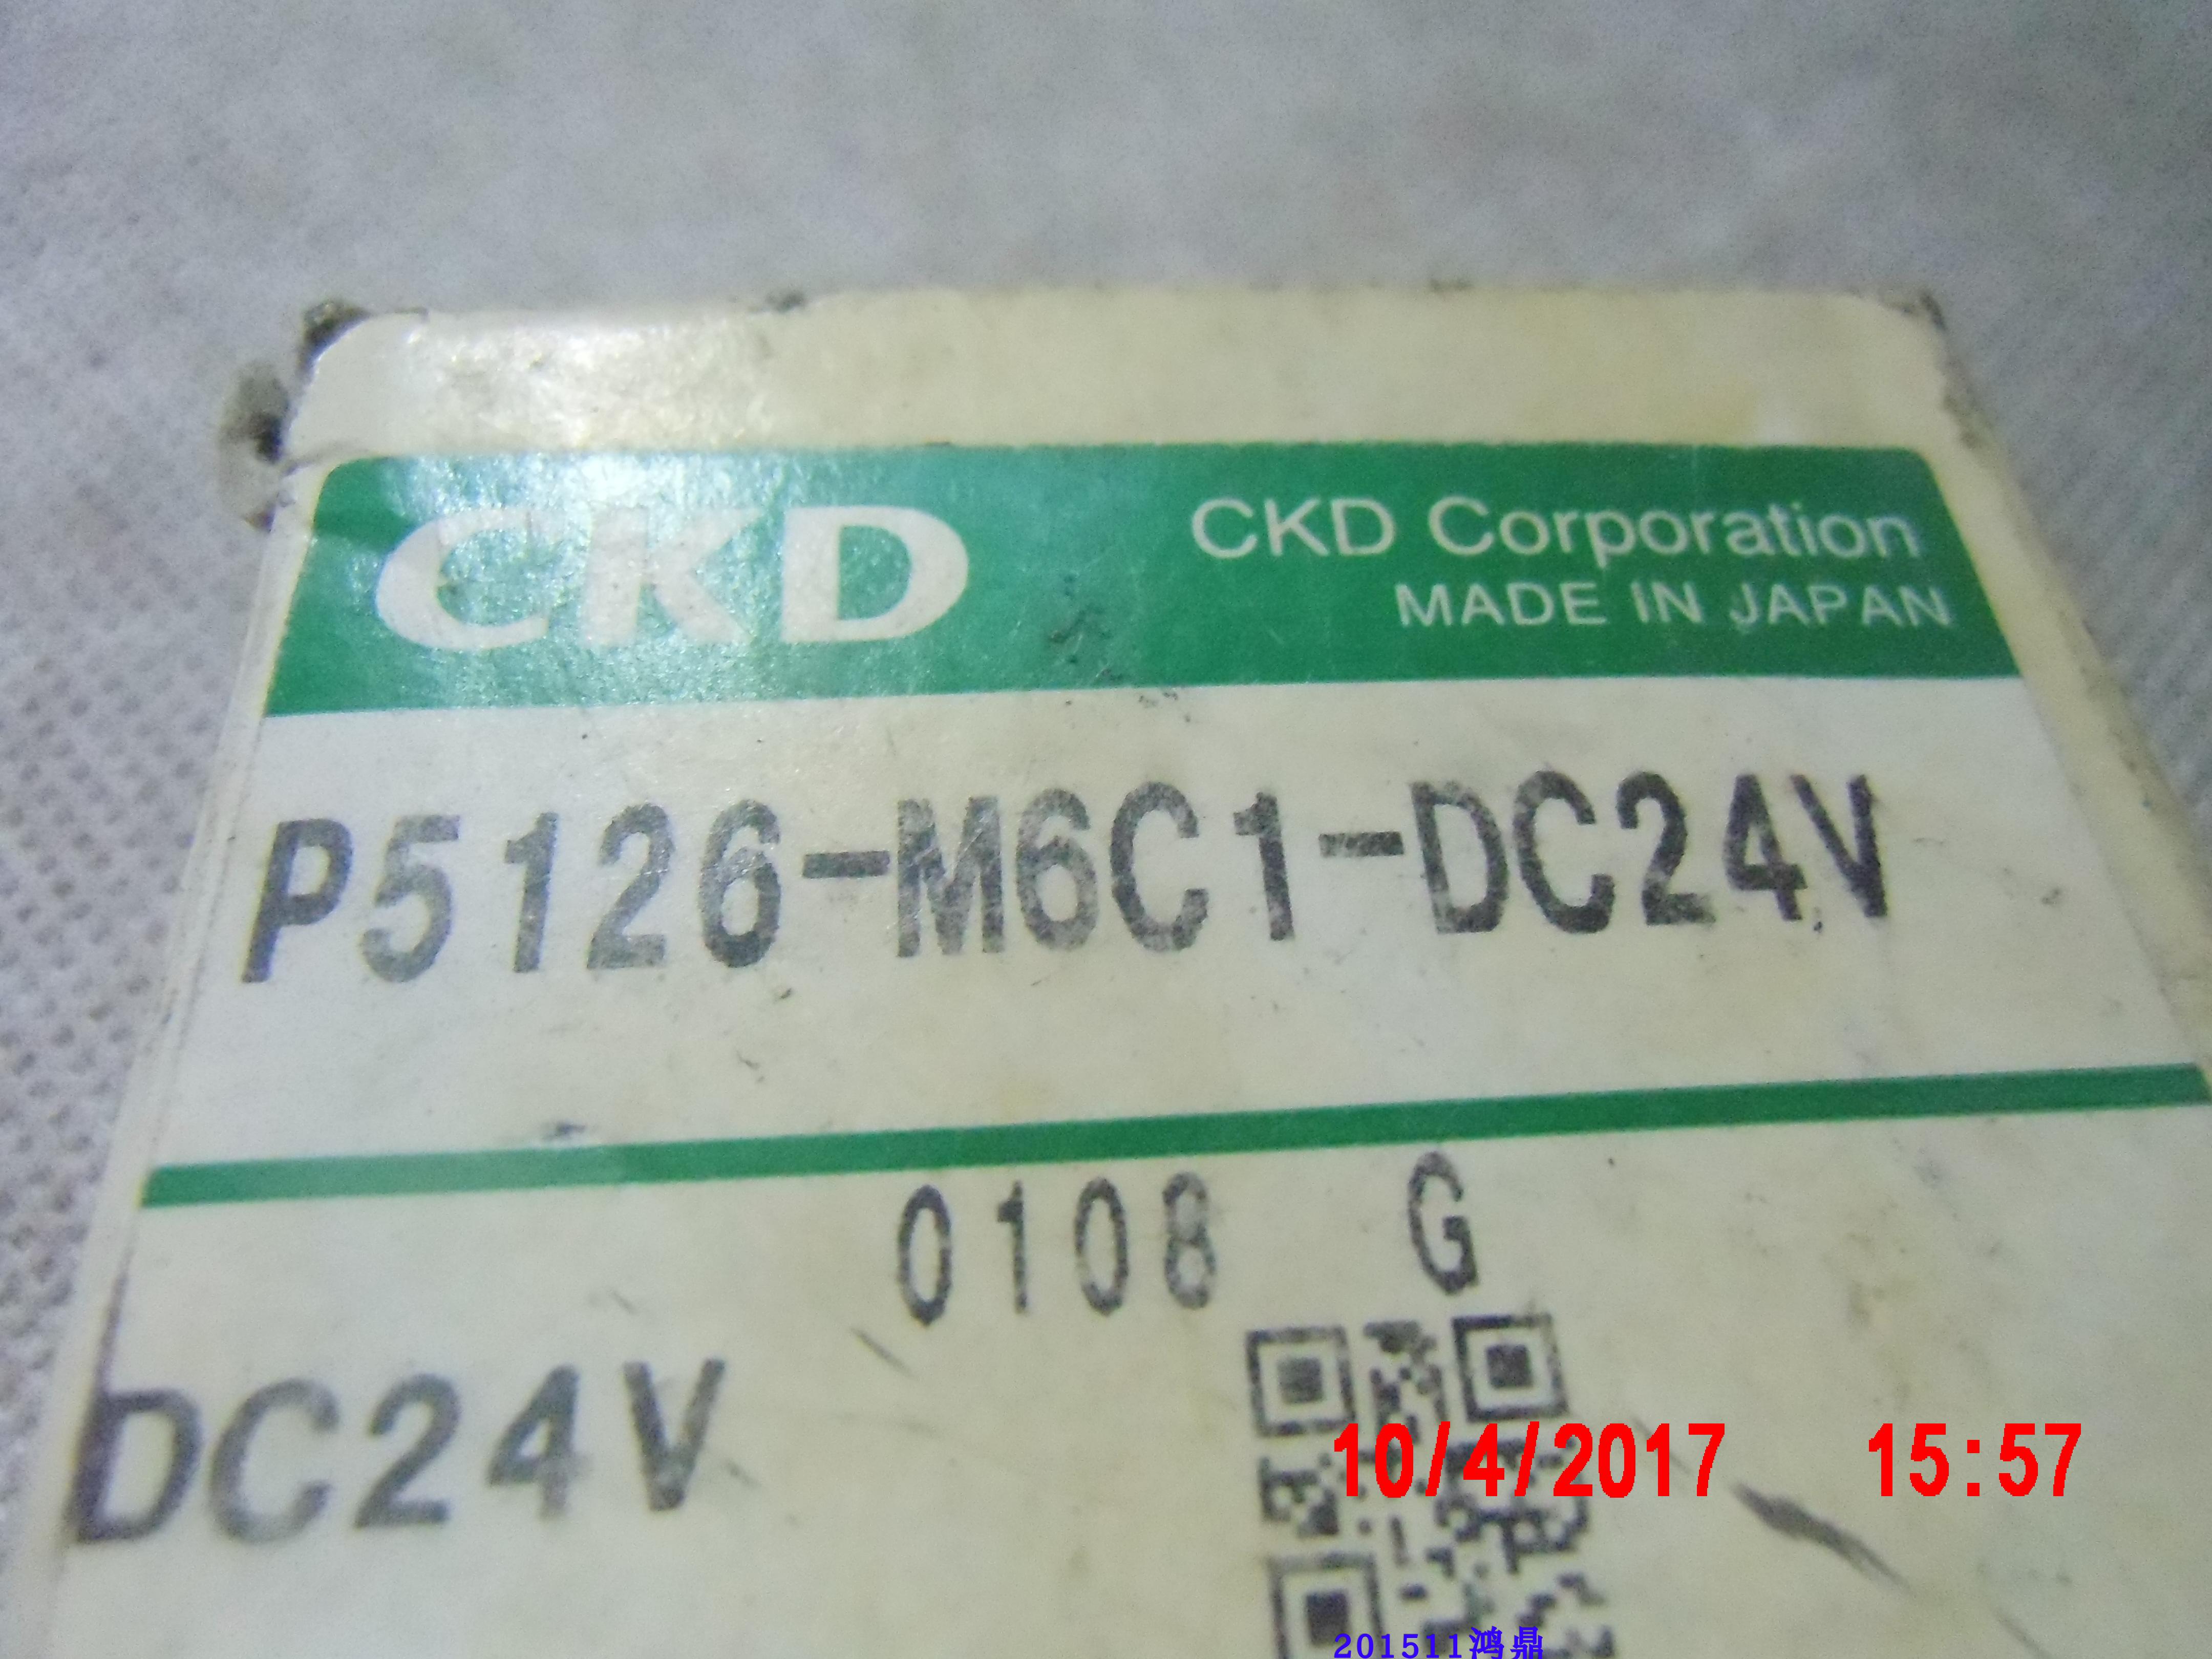 CKD
CKD Corporation
MADE IN JAPAN
P5126-M6C1-DC24V
0108 G
DC24V
10/4/2017 15:57
201511鸿鼎